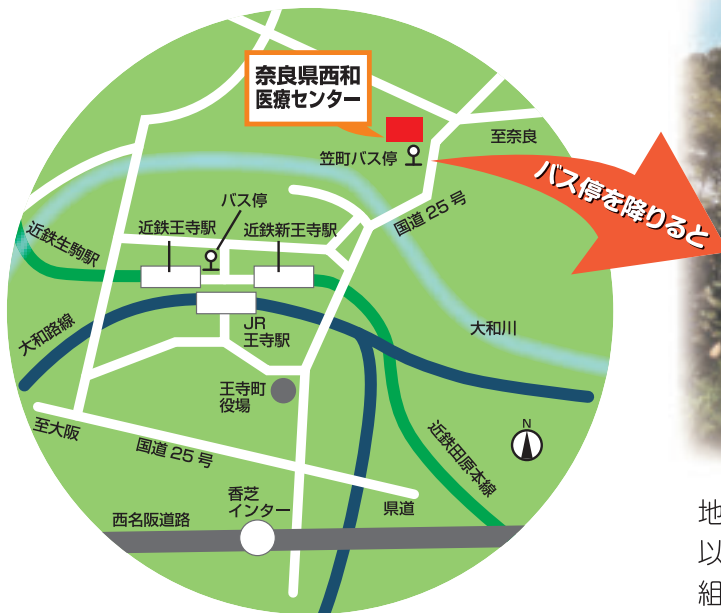 奈良県西和
医療センター
笠町バス停
至奈良
バス停を降りると
国道25号
バス停
近鉄王寺駅
近鉄新王寺駅
近鉄生駒駅
大和路線
JR
王寺駅
大和川
王寺町
役場
N
至大阪
国道25号
近鉄田原本線
香芝
インター
県道
西名阪道路
地
以
組